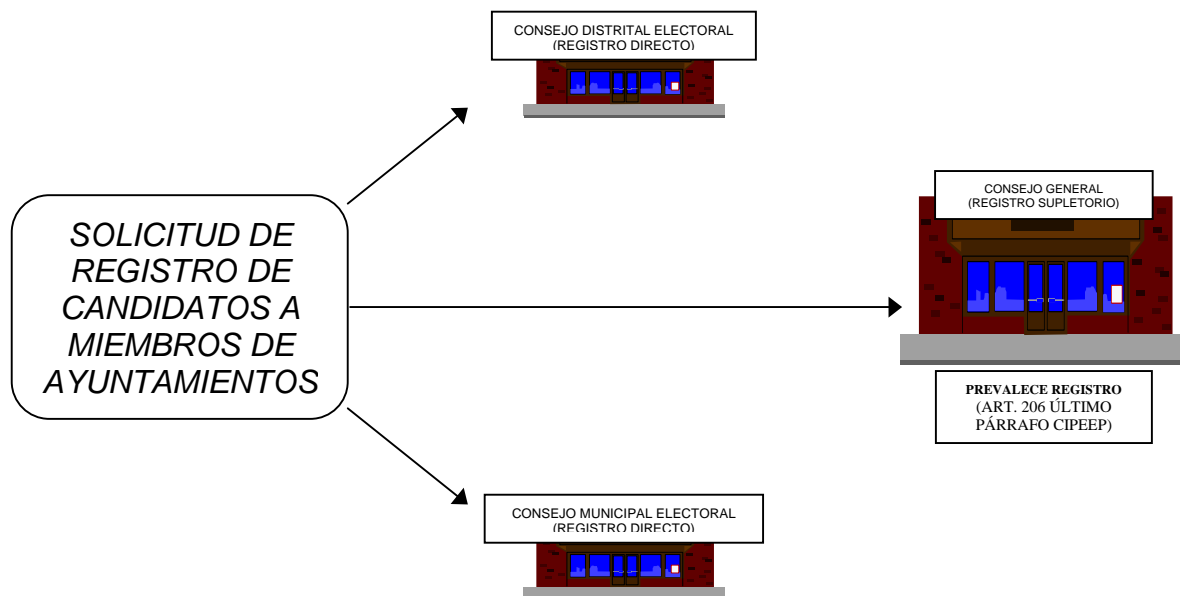 CONSEJO DISTRITAL ELECTORAL
(REGISTRO DIRECTO)
SOLICITUD DE
REGISTRO DE
CANDIDATOS A
MIEMBROS DE
AYUNTAMIENTOS
CONSEJO GENERAL
(REGISTRO SUPLETORIO)
PREVALECE REGISTRO
(ART. 206 ÚLTIMO
PÁRRAFO CIPEEP)
CONSEJO MUNICIPAL ELECTORAL
(REGISTRO DIRECTO)